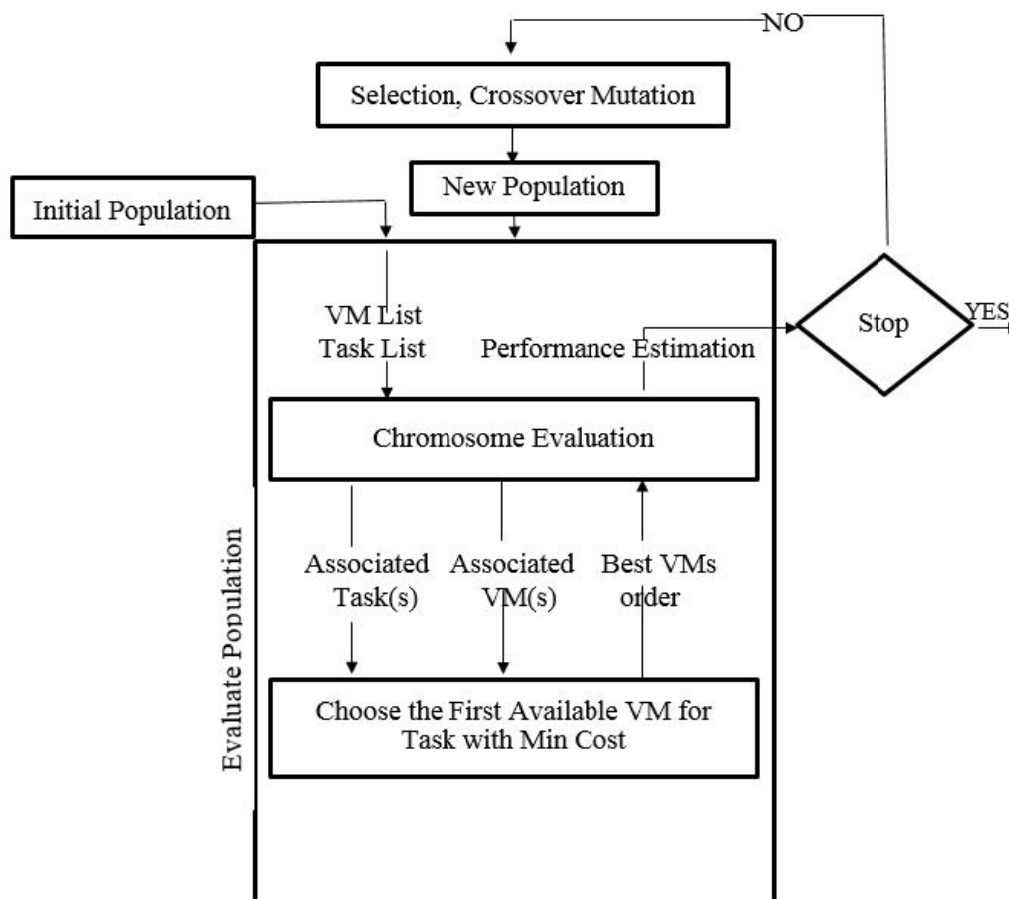 NO
Selection, Crossover Mutation
New Population
Initial Population
VM List
Task List
Performance Estimation
Stop
YES
Chromosome Evaluation
Associated
Task(s)
Associated
VM(s)
Best VMs
order
Evaluate Population
Choose the First Available VM for
Task with Min Cost